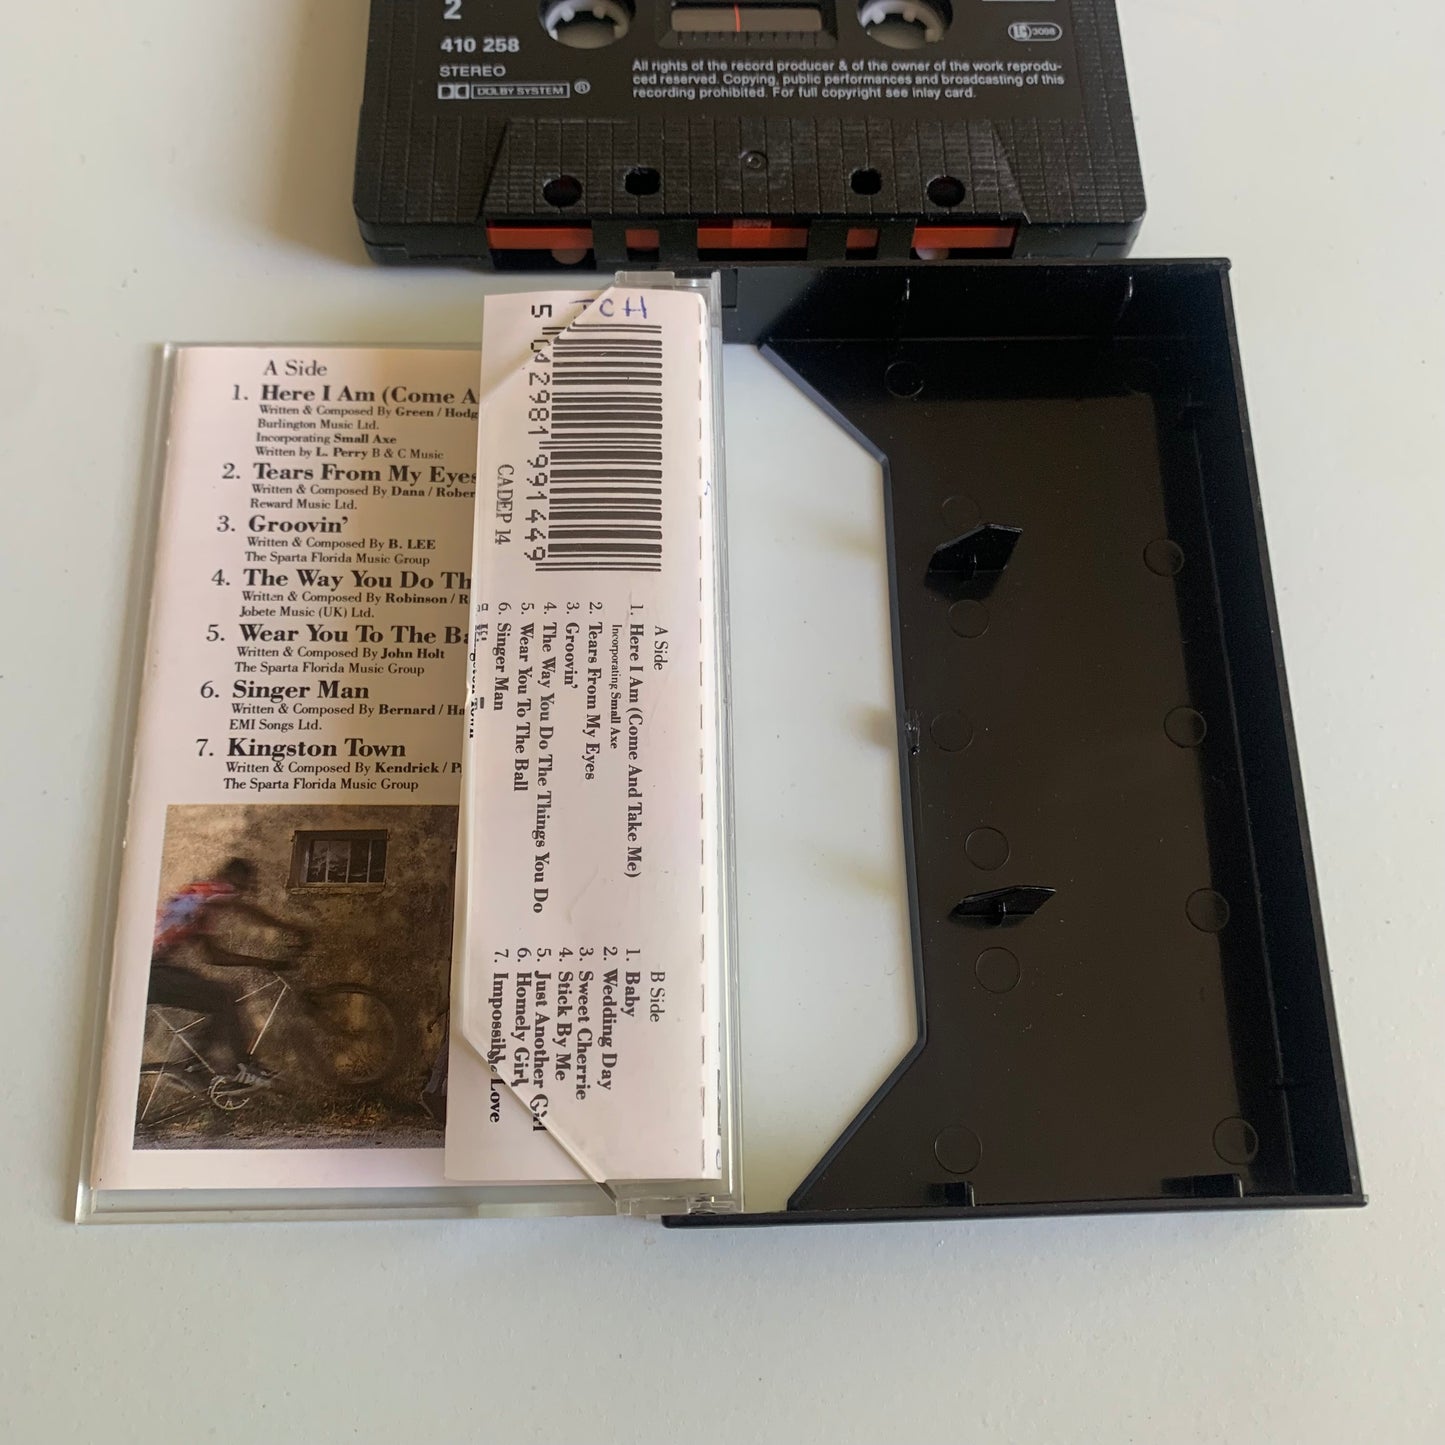 2
410 258
STEREO
DOLBY SYSTEM ®
LC 3098
All rights of the record producer & of the owner of the work reprodu-
ced reserved. Copying, public performances and broadcasting of this
recording prohibited. For full copyright see inlay card.
A Side
1. Here I Am (Come A
Written & Composed By Green / Hodg
Burlington Music Ltd.
Incorporating Small Axe
Written by L. Perry B & C Music
2. Tears From My Eyes
Written & Composed By Dana / Rober
Reward Music Ltd.
3. Groovin'
Written & Composed By B. LEE
The Sparta Florida Music Group
4. The Way You Do Th
Written & Composed By Robinson / R
Jobete Music (UK) Ltd.
5. Wear You To The Ba
Written & Composed By John Holt
The Sparta Florida Music Group
6. Singer Man
Written & Composed By Bernard / Ha
EMI Songs Ltd.
7. Kingston Town
Written & Composed By Kendrick / P
The Sparta Florida Music Group
5 042981 991449
CADEP 14
A Side
1. Here I Am (Come And Take Me)
Incorporating Small Axe
2. Tears From My Eyes
3. Groovin'
4. The Way You Do The Things You Do
5. Wear You To The Ball
6. Singer Man
B Side
1. Baby
2. Wedding Day
3. Sweet Cherrie
4. Stick By Me
5. Just Another Girl
6. Homely Girl
7. Impossible Love